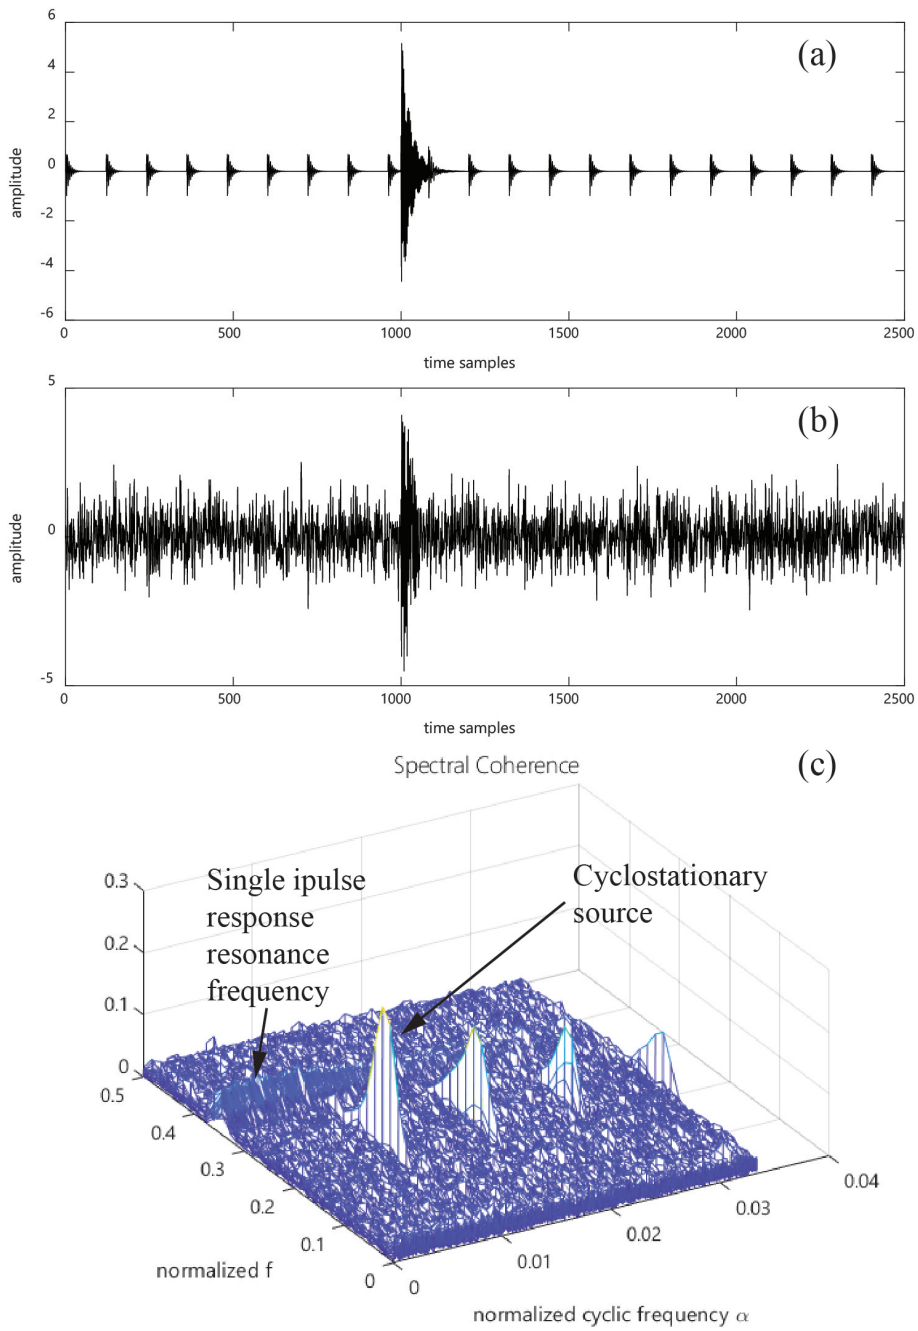 6
(a)
4
2
0
-2
-4
-6
amplitude
0
500
1000
1500
2000
2500
time samples
5
(b)
0
-5
amplitude
0
500
1000
1500
2000
2500
time samples
(c)
Spectral Coherence
Single ipulse
response
resonance
frequency
Cyclostationary
source
0.3
0.2
0.1
0
0.5
0.4
0.3
0.2
0.1
0
0
0.01
0.02
0.03
0.04
normalized f
normalized cyclic frequency α